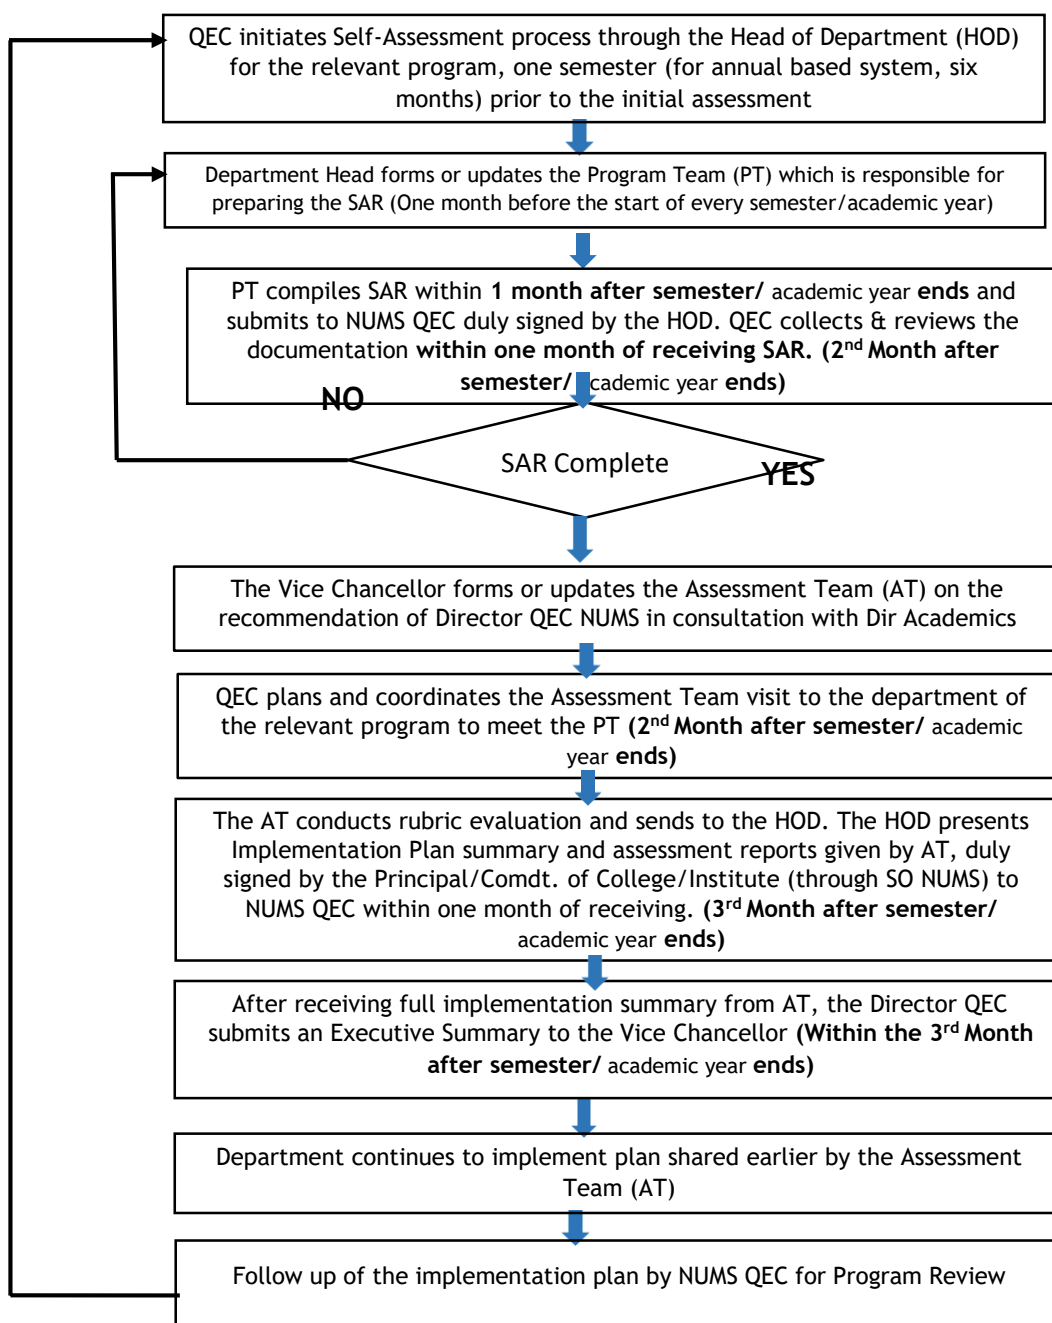 QEC initiates Self-Assessment process through the Head of Department (HOD)
for the relevant program, one semester (for annual based system, six
months) prior to the initial assessment
Department Head forms or updates the Program Team (PT) which is responsible for
preparing the SAR (One month before the start of every semester/academic year)
PT compiles SAR within 1 month after semester/ academic year ends and
submits to NUMS QEC duly signed by the HOD. QEC collects & reviews the
documentation within one month of receiving SAR. (2nd Month after
semester/ academic year ends)
NO
SAR Complete
YES
The Vice Chancellor forms or updates the Assessment Team (AT) on the
recommendation of Director QEC NUMS in consultation with Dir Academics
QEC plans and coordinates the Assessment Team visit to the department of
the relevant program to meet the PT (2nd Month after semester/ academic
year ends)
The AT conducts rubric evaluation and sends to the HOD. The HOD presents
Implementation Plan summary and assessment reports given by AT, duly
signed by the Principal/Comdt. of College/Institute (through SO NUMS) to
NUMS QEC within one month of receiving. (3rd Month after semester/
academic year ends)
After receiving full implementation summary from AT, the Director QEC
submits an Executive Summary to the Vice Chancellor (Within the 3rd Month
after semester/ academic year ends)
Department continues to implement plan shared earlier by the Assessment
Team (AT)
Follow up of the implementation plan by NUMS QEC for Program Review